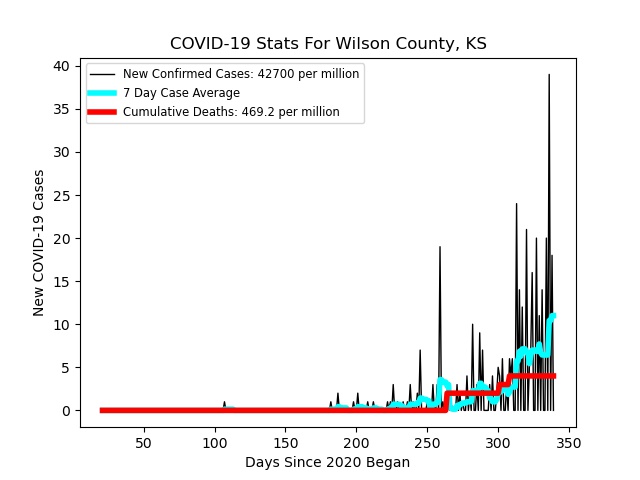 COVID-19 Stats For Wilson County, KS
New Confirmed Cases: 42700 per million
7 Day Case Average
Cumulative Deaths: 469.2 per million
New COVID-19 Cases
40
35
30
25
20
15
10
5
0
50 100 150 200 250 300 350
Days Since 2020 Began